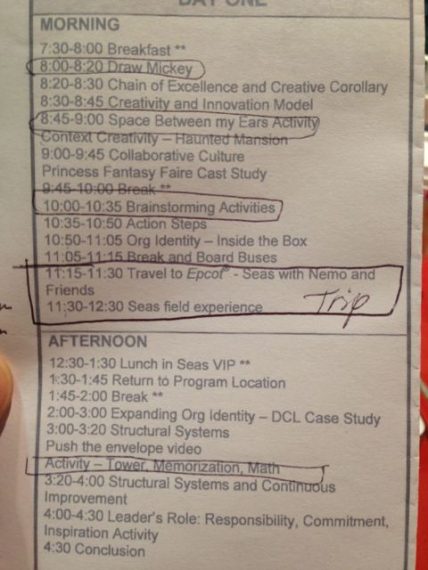 DAY ONE
MORNING
7:30-8:00 Breakfast **
8:00-8:20 Draw Mickey
8:20-8:30 Chain of Excellence and Creative Corollary
8:30-8:45 Creativity and Innovation Model
8:45-9:00 Space Between my Ears Activity
Context Creativity – Haunted Mansion
9:00-9:45 Collaborative Culture
Princess Fantasy Faire Cast Study
9:45-10:00 Break **
10:00-10:35 Brainstorming Activities
10:35-10:50 Action Steps
10:50-11:05 Org Identity – Inside the Box
11:05-11:15 Break and Board Buses
11:15-11:30 Travel to Epcot® - Seas with Nemo and
Friends
11:30-12:30 Seas field experience Trip
AFTERNOON
12:30-1:30 Lunch in Seas VIP **
1:30-1:45 Return to Program Location
1:45-2:00 Break **
2:00-3:00 Expanding Org Identity – DCL Case Study
3:00-3:20 Structural Systems
Push the envelope video
Activity – Tower, Memorization, Math
3:20-4:00 Structural Systems and Continuous
Improvement
4:00-4:30 Leader's Role: Responsibility, Commitment,
Inspiration Activity
4:30 Conclusion